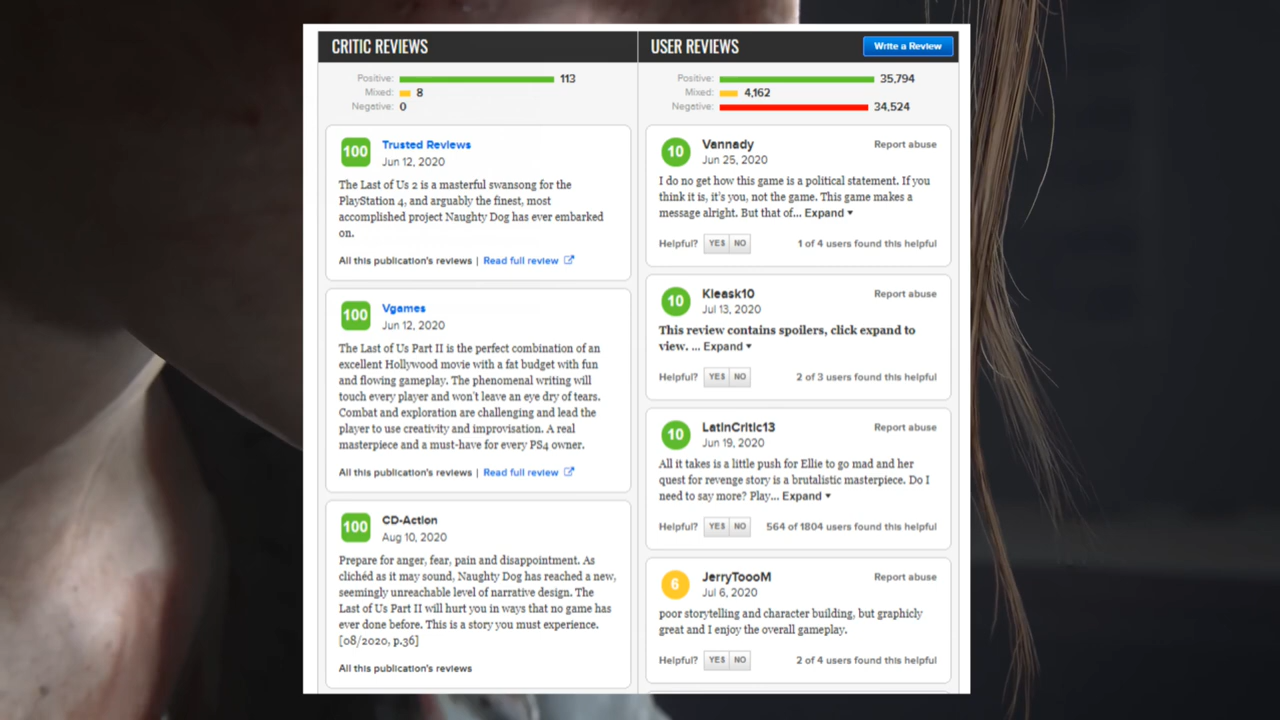 CRITIC REVIEWS
Positive: 113
Mixed: 8
Negative: 0
100 Trusted Reviews
Jun 12, 2020
The Last of Us 2 is a masterful swansong for the
PlayStation 4, and arguably the finest, most
accomplished project Naughty Dog has ever embarked
on.
All this publication's reviews | Read full review
100 Vgames
Jun 12, 2020
The Last of Us Part II is the perfect combination of an
excellent Hollywood movie with a fat budget with fun
and flowing gameplay. The phenomenal writing will
touch every player and won't leave an eye dry of tears.
Combat and exploration are challenging and lead the
player to use creativity and improvisation. A real
masterpiece and a must-have for every PS4 owner.
All this publication's reviews | Read full review
100 CD-Action
Aug 10, 2020
Prepare for anger, fear, pain and disappointment. As
clichéd as it may sound, Naughty Dog has reached a new,
seemingly unreachable level of narrative design. The
Last of Us Part II will hurt you in ways that no game has
ever done before. This is a story you must experience.
[08/2020, p.36]
All this publication's reviews
USER REVIEWS Write a Review
Positive: 35,794
Mixed: 4,162
Negative: 34,524
10 Vannady Report abuse
Jun 25, 2020
I do no get how this game is a political statement. If you
think it is, it's you, not the game. This game makes a
message alright. But that of... Expand
Helpful? YES NO 1 of 4 users found this helpful
10 Kleask10 Report abuse
Jul 13, 2020
This review contains spoilers, click expand to
view. ... Expand
Helpful? YES NO 2 of 3 users found this helpful
10 LatinCritic13 Report abuse
Jun 19, 2020
All it takes is a little push for Ellie to go mad and her
quest for revenge story is a brutalistic masterpiece. Do I
need to say more? Play... Expand
Helpful? YES NO 564 of 1804 users found this helpful
6 JerryToooM Report abuse
Jul 6, 2020
poor storytelling and character building, but graphicly
great and I enjoy the overall gameplay.
Helpful? YES NO 2 of 4 users found this helpful